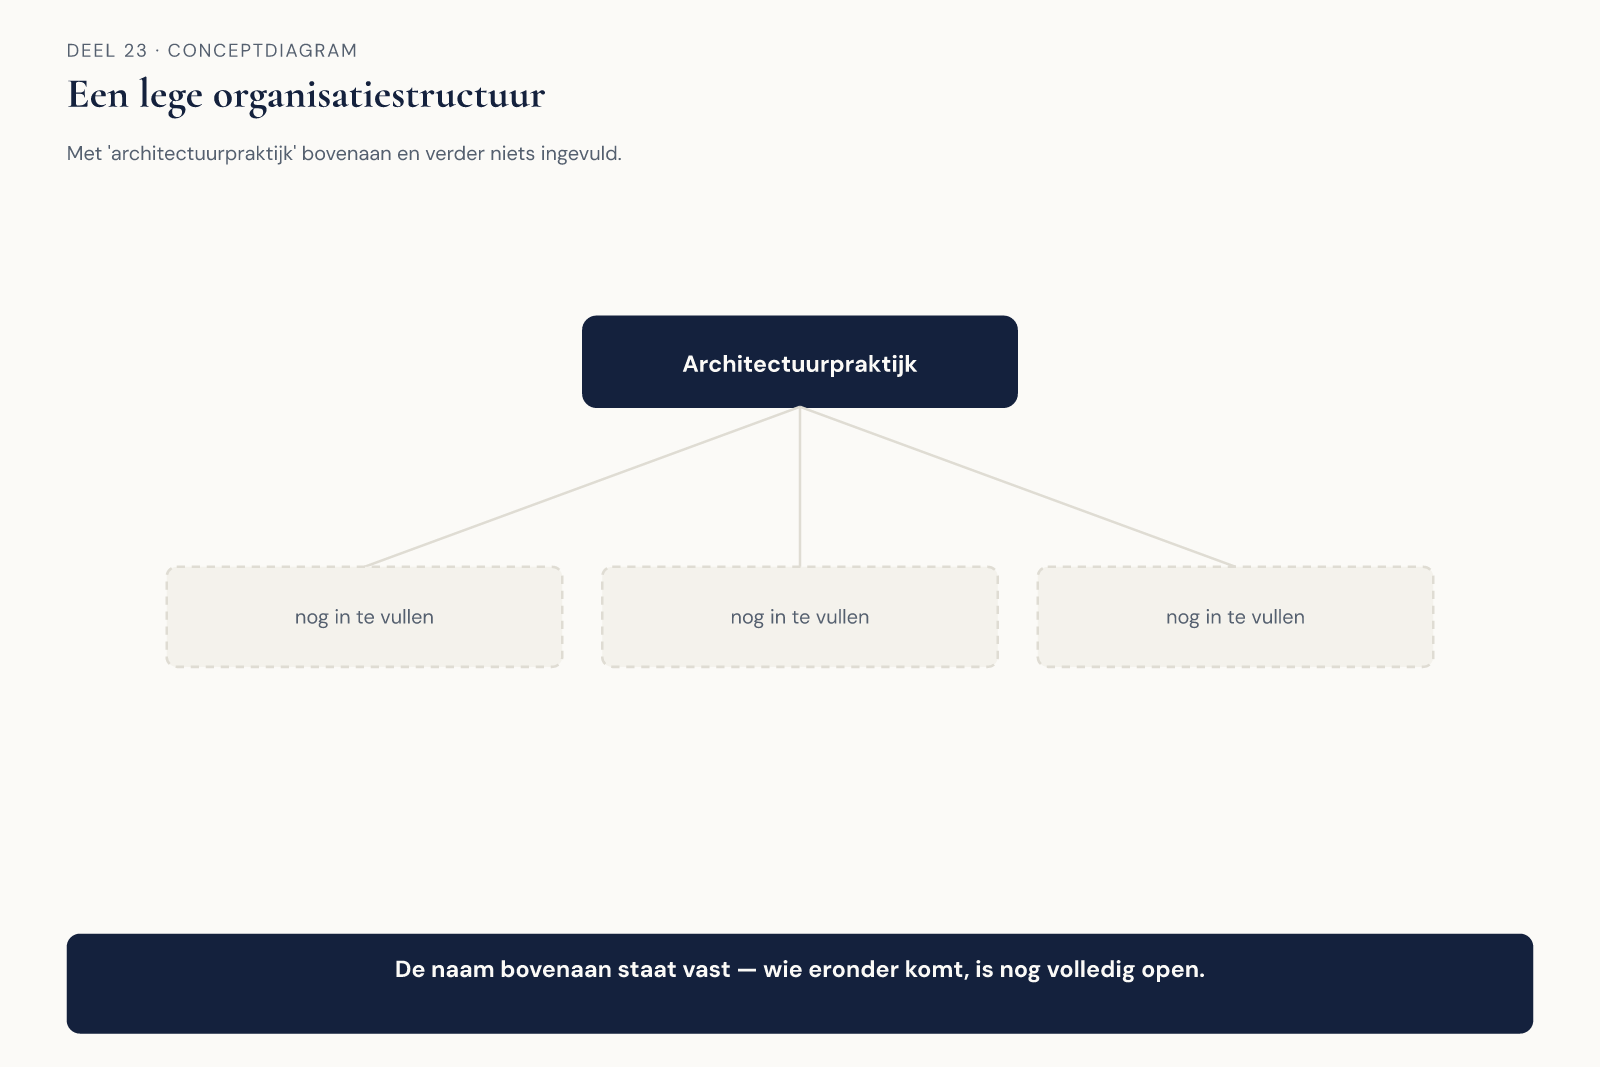 DEEL 23 · CONCEPTDIAGRAM
Een lege organisatiestructuur
Met 'architectuurpraktijk' bovenaan en verder niets ingevuld.
Architectuurpraktijk
nog in te vullen
nog in te vullen
nog in te vullen
De naam bovenaan staat vast — wie eronder komt, is nog volledig open.